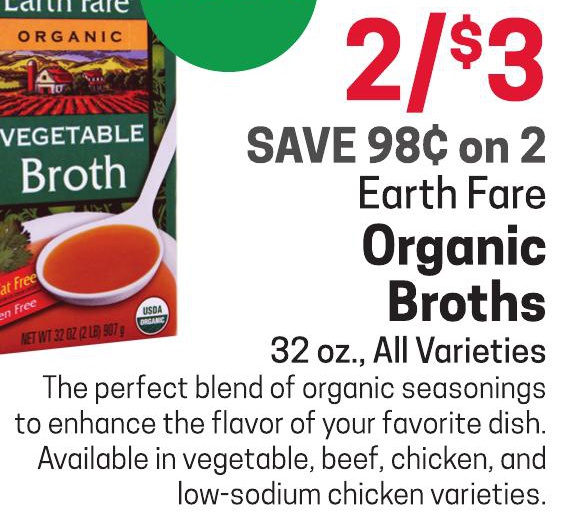 Earth Fare
ORGANIC
VEGETABLE
Broth
at Free
en Free
USDA
ORGANIC
NET WT 32 OZ (2 LB) 907 g
2/$3
SAVE 98¢ on 2
Earth Fare
Organic
Broths
32 oz., All Varieties
The perfect blend of organic seasonings
to enhance the flavor of your favorite dish.
Available in vegetable, beef, chicken, and
low-sodium chicken varieties.